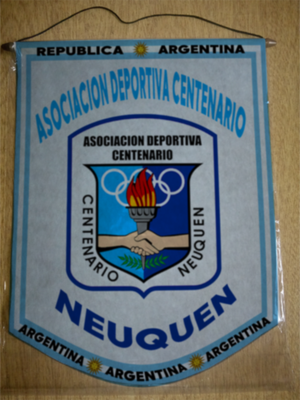 REPUBLICA ARGENTINA
ASOCIACION DEPORTIVA CENTENARIO
ASOCIACION DEPORTIVA
CENTENARIO
CENTENARIO
NEUQUEN
NEUQUEN
ARGENTINA ARGENTINA ARGENTINA